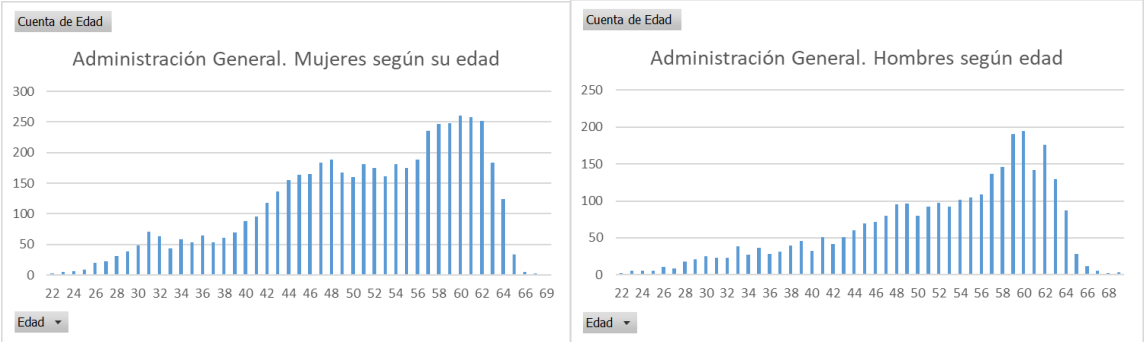 Cuenta de Edad
Administración General. Mujeres según su edad
300
250
200
150
100
50
0
22 24 26 28 30 32 34 36 38 40 42 44 46 48 50 52 54 56 58 60 62 64 66 69
Edad
Cuenta de Edad
Administración General. Hombres según edad
250
200
150
100
50
0
22 24 26 28 30 32 34 36 38 40 42 44 46 48 50 52 54 56 58 60 62 64 66 68
Edad